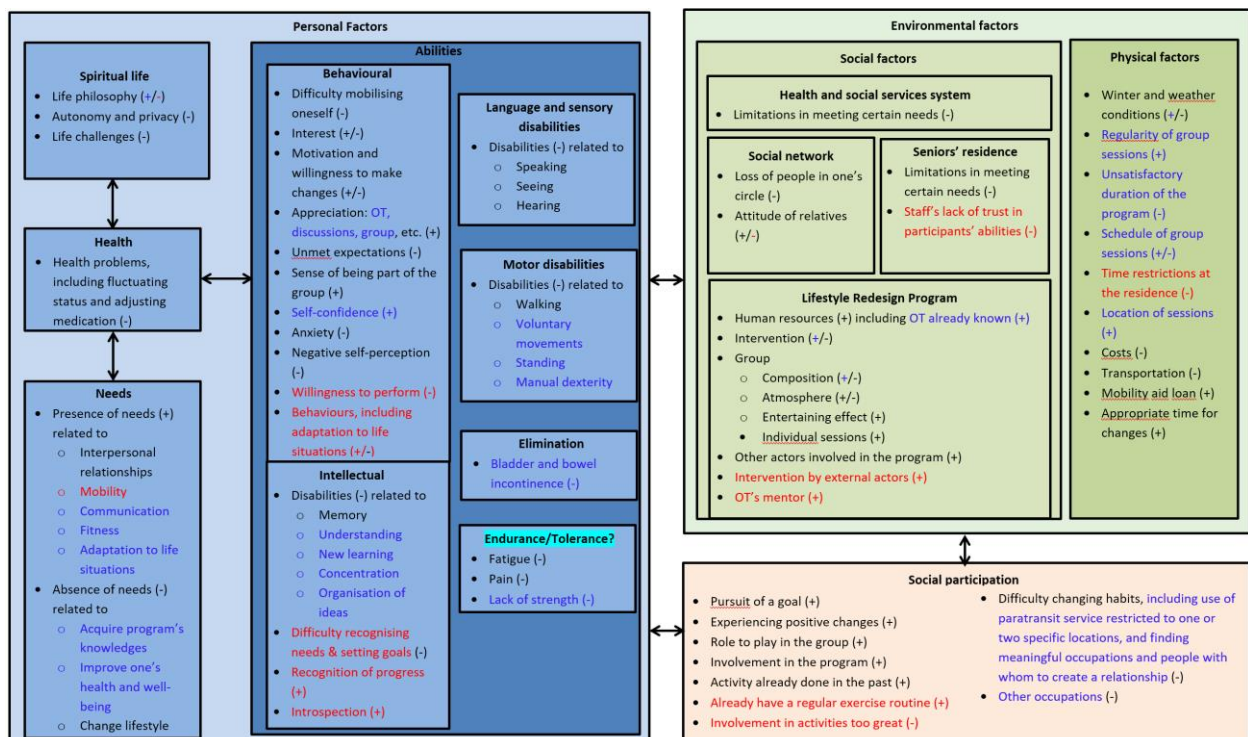 Personal Factors
Spiritual life
• Life philosophy (+/-)
• Autonomy and privacy (-)
• Life challenges (-)
Health
• Health problems,
including fluctuating
status and adjusting
medication (-)
Needs
• Presence of needs (+)
related to
○ Interpersonal
relationships
○ Mobility
○ Communication
○ Fitness
○ Adaptation to life
situations
• Absence of needs (-)
related to
○ Acquire program's
knowledges
○ Improve one's
health and well-
being
○ Change lifestyle
Abilities
Behavioural
• Difficulty mobilising
oneself (-)
• Interest (+/-)
• Motivation and
willingness to make
changes (+/-)
• Appreciation: OT,
discussions, group, etc. (+)
• Unmet expectations (-)
• Sense of being part of the
group (+)
• Self-confidence (+)
• Anxiety (-)
• Negative self-perception
(-)
• Willingness to perform (-)
• Behaviours, including
adaptation to life
situations (+/-)
Intellectual
• Disabilities (-) related to
○ Memory
○ Understanding
○ New learning
○ Concentration
○ Organisation of
ideas
• Difficulty recognising
needs & setting goals (-)
• Recognition of progress
(+)
• Introspection (+)
Language and sensory
disabilities
• Disabilities (-) related to
○ Speaking
○ Seeing
○ Hearing
Motor disabilities
• Disabilities (-) related to
○ Walking
○ Voluntary
movements
○ Standing
○ Manual dexterity
Elimination
• Bladder and bowel
incontinence (-)
Endurance/Tolerance?
• Fatigue (-)
• Pain (-)
• Lack of strength (-)
Environmental factors
Social factors
Health and social services system
• Limitations in meeting certain needs (-)
Social network
• Loss of people in one's
circle (-)
• Attitude of relatives
(+/-)
Seniors' residence
• Limitations in meeting
certain needs (-)
• Staff's lack of trust in
participants' abilities (-)
Lifestyle Redesign Program
• Human resources (+) including OT already known (+)
• Intervention (+/-)
• Group
○ Composition (+/-)
○ Atmosphere (+/-)
○ Entertaining effect (+)
• Individual sessions (+)
• Other actors involved in the program (+)
• Intervention by external actors (+)
• OT's mentor (+)
Physical factors
• Winter and weather
conditions (+/-)
• Regularity of group
sessions (+)
• Unsatisfactory
duration of the
program (-)
• Schedule of group
sessions (+/-)
• Time restrictions at
the residence (-)
• Location of sessions
(+)
• Costs (-)
• Transportation (-)
• Mobility aid loan (+)
• Appropriate time for
changes (+)
Social participation
• Pursuit of a goal (+)
• Experiencing positive changes (+)
• Role to play in the group (+)
• Involvement in the program (+)
• Activity already done in the past (+)
• Already have a regular exercise routine (+)
• Involvement in activities too great (-)
• Difficulty changing habits, including use of
paratransit service restricted to one or
two specific locations, and finding
meaningful occupations and people with
whom to create a relationship (-)
• Other occupations (-)